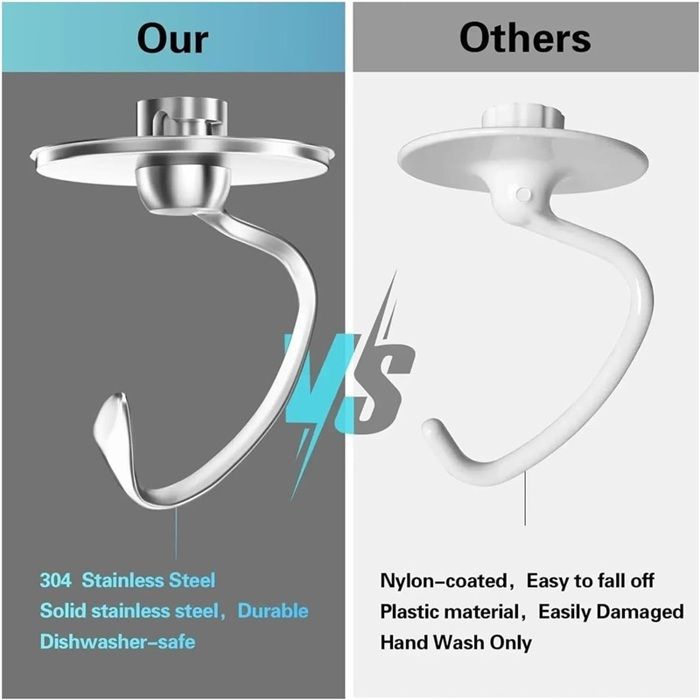 Our
Others
VS
304 Stainless Steel
Solid stainless steel, Durable
Dishwasher-safe
Nylon-coated, Easy to fall off
Plastic material, Easily Damaged
Hand Wash Only